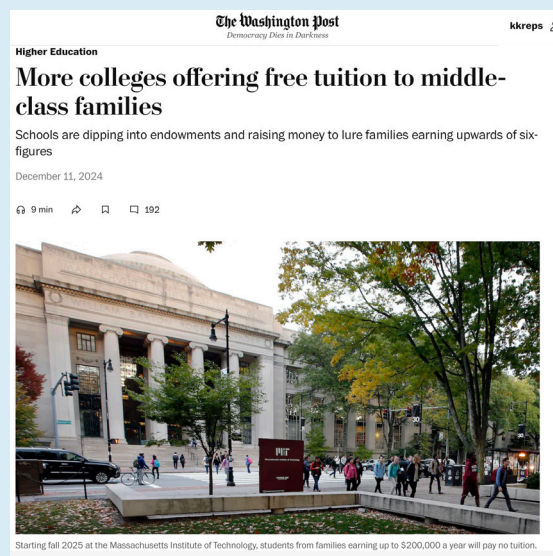 The Washington Post
Democracy Dies in Darkness
kkreps
Higher Education
More colleges offering free tuition to middle-
class families
Schools are dipping into endowments and raising money to lure families earning upwards of six-
figures
December 11, 2024
9 min
192
30
30
MIT
Starting fall 2025 at the Massachusetts Institute of Technology, students from families earning up to $200,000 a year will pay no tuition.